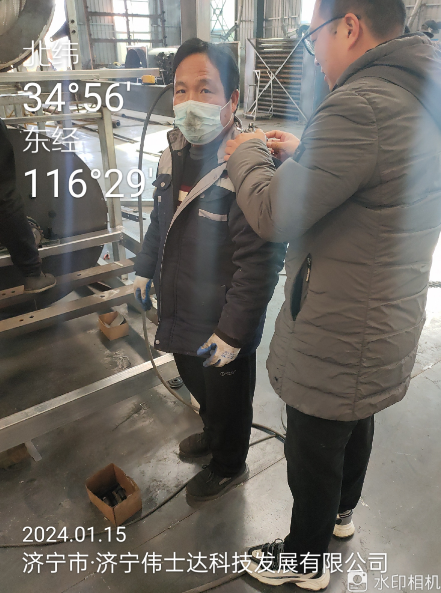 北纬
34°56'
东经
116°29'
2024.01.15
济宁市·济宁伟士达科技发展有限公司
水印相机